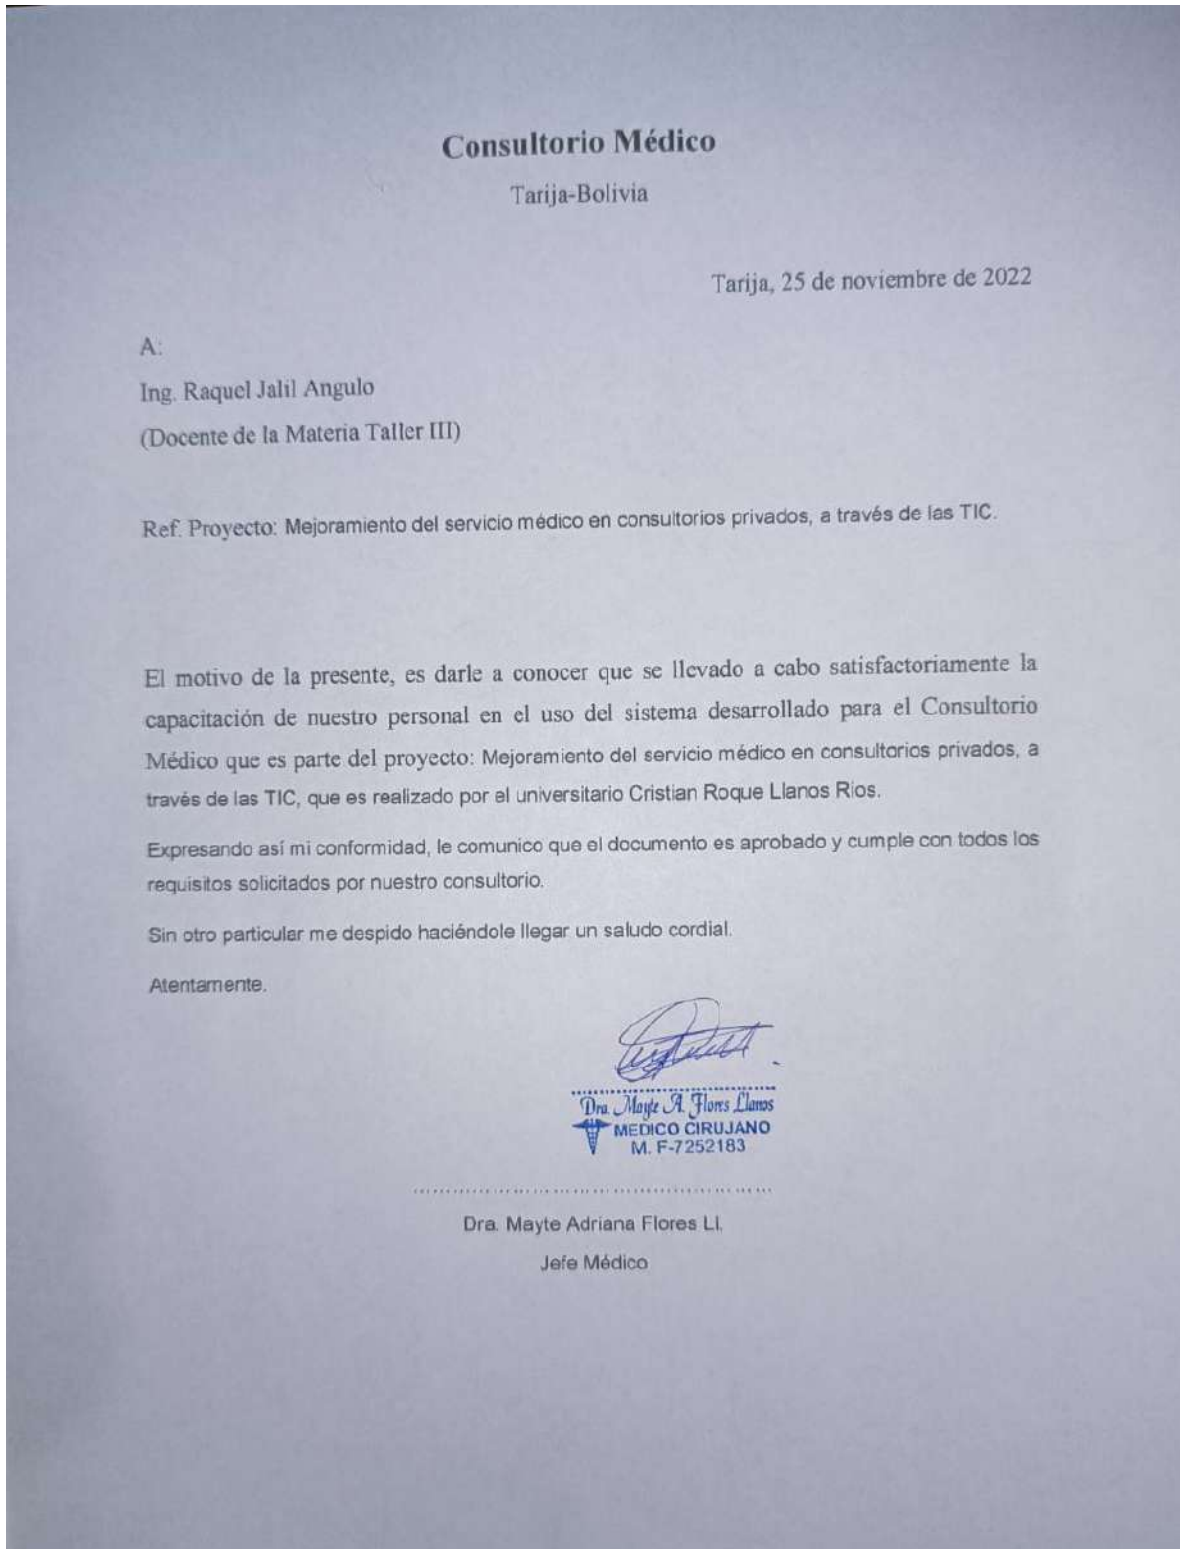 Consultorio Médico
Tarija-Bolivia
Tarija, 25 de noviembre de 2022
A:
Ing. Raquel Jalil Angulo
(Docente de la Materia Taller III)
Ref. Proyecto: Mejoramiento del servicio médico en consultorios privados, a través de las TIC.
El motivo de la presente, es darle a conocer que se llevado a cabo satisfactoriamente la
capacitación de nuestro personal en el uso del sistema desarrollado para el Consultorio
Médico que es parte del proyecto: Mejoramiento del servicio médico en consultorios privados, a
través de las TIC, que es realizado por el universitario Cristian Roque Llanos Rios.
Expresando así mi conformidad, le comunico que el documento es aprobado y cumple con todos los
requisitos solicitados por nuestro consultorio.
Sin otro particular me despido haciéndole llegar un saludo cordial.
Atentamente.
Dra. Mayte A. Flores Llanos
MEDICO CIRUJANO
M. F-7252183
Dra. Mayte Adriana Flores Ll.
Jefe Médico